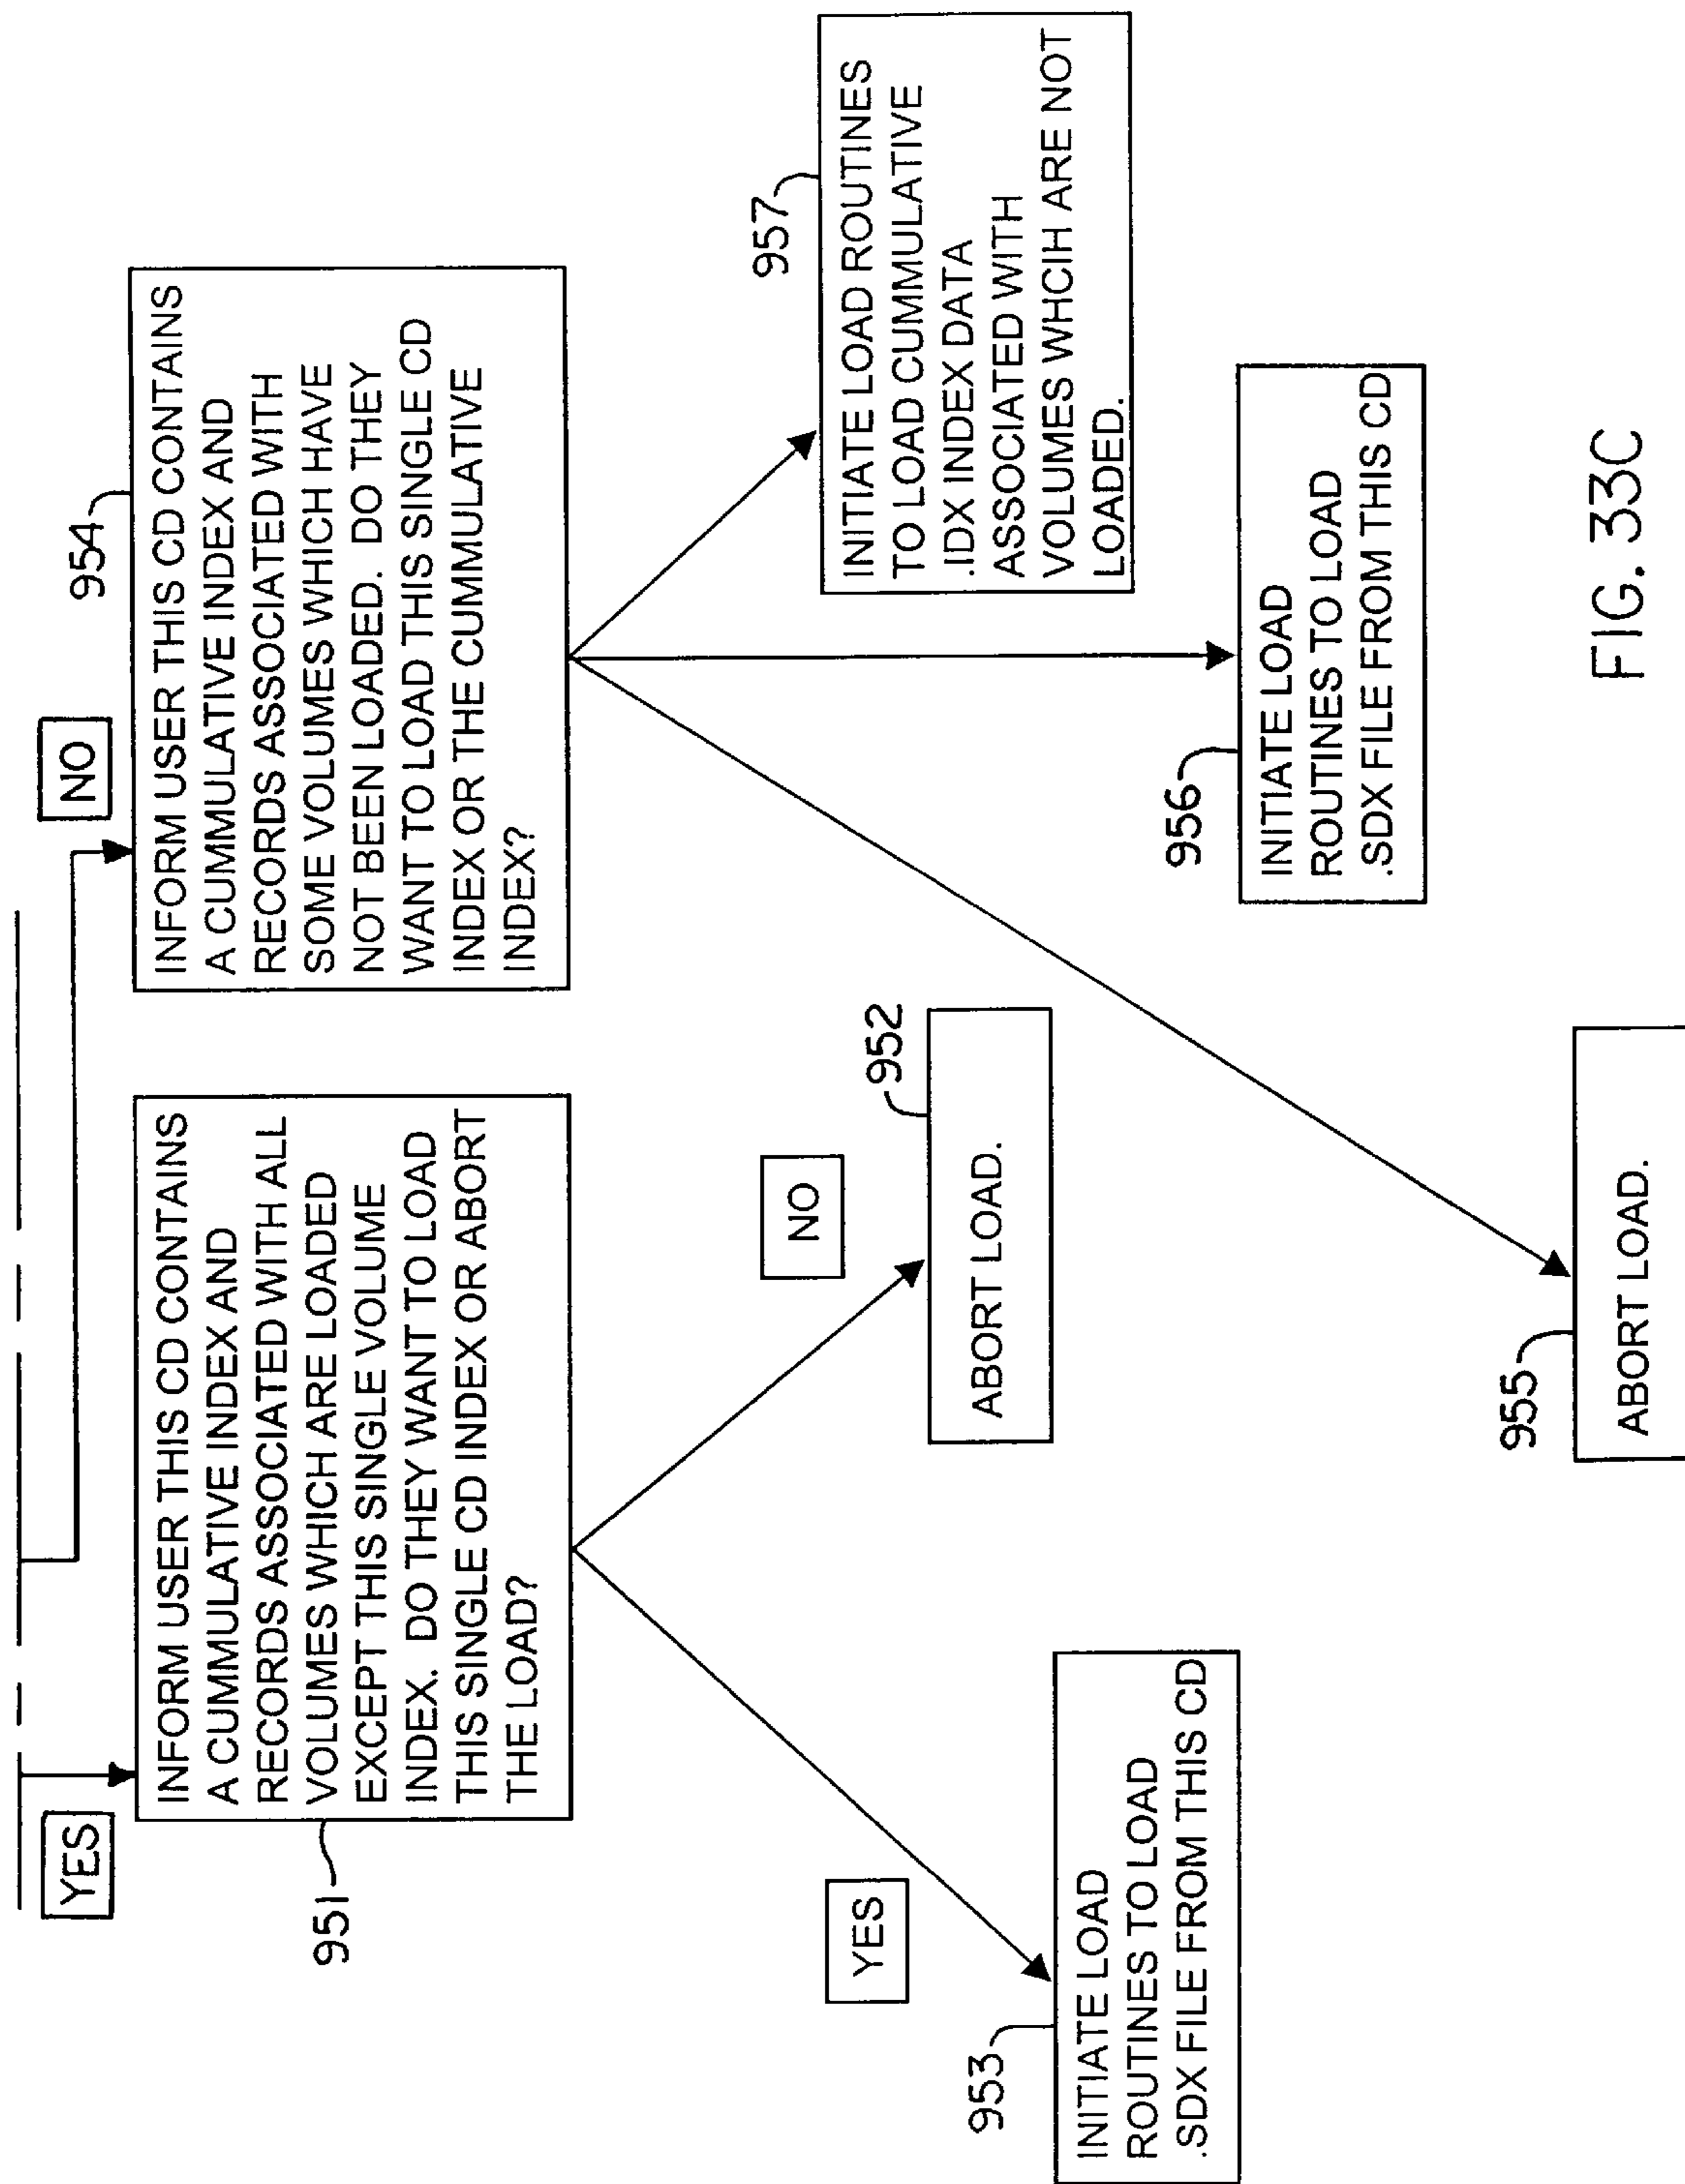 YES
951
INFORM USER THIS CD CONTAINS
A CUMMULATIVE INDEX AND
RECORDS ASSOCIATED WITH ALL
VOLUMES WHICH ARE LOADED
EXCEPT THIS SINGLE VOLUME
INDEX. DO THEY WANT TO LOAD
THIS SINGLE CD INDEX OR ABORT
THE LOAD?
NO
954
INFORM USER THIS CD CONTAINS
A CUMMULATIVE INDEX AND
RECORDS ASSOCIATED WITH
SOME VOLUMES WHICH HAVE
NOT BEEN LOADED. DO THEY
WANT TO LOAD THIS SINGLE CD
INDEX OR THE CUMMULATIVE
INDEX?
YES
953
INITIATE LOAD
ROUTINES TO LOAD
.SDX FILE FROM THIS CD
NO
952
ABORT LOAD.
957
INITIATE LOAD ROUTINES
TO LOAD CUMMULATIVE
.IDX INDEX DATA
ASSOCIATED WITH
VOLUMES WHCIH ARE NOT
LOADED.
956
INITIATE LOAD
ROUTINES TO LOAD
.SDX FILE FROM THIS CD
955
ABORT LOAD.
FIG. 33C